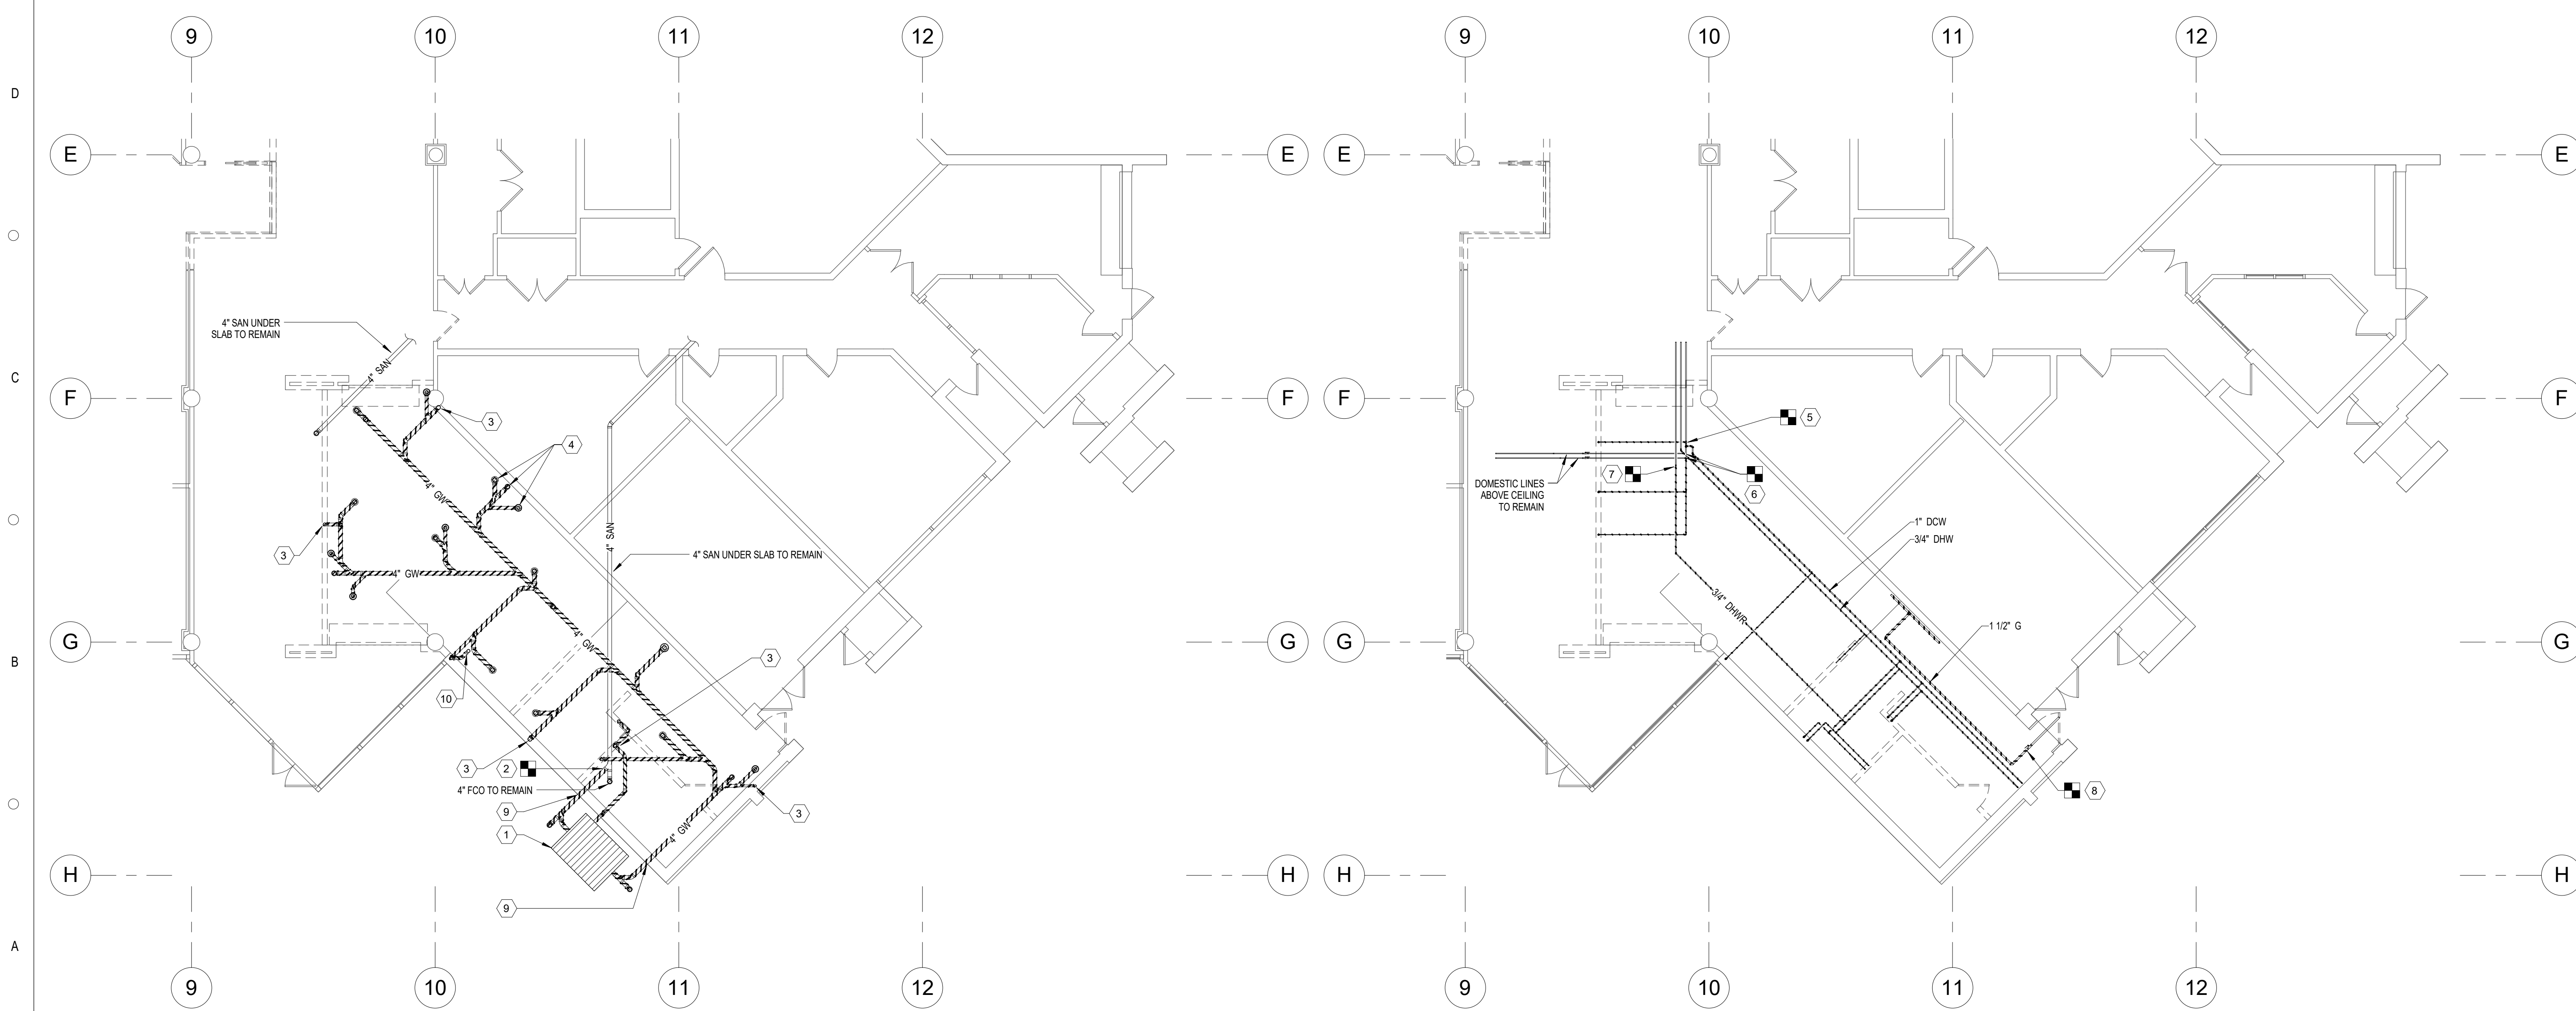 9
10
11
12
9
10
11
12
D
E
E
E
E
4" SAN UNDER
SLAB TO REMAIN
4" SAN
C
F
F
F
F
3
4
4" GW
3
4" GW
4" SAN
4" SAN UNDER SLAB TO REMAIN
5
7
6
DOMESTIC LINES
ABOVE CEILING
TO REMAIN
1" DCW
3/4" DHW
3/4" DHWR
1 1/2" G
G
G
G
G
B
4" GW
3
10
3
2
4" FCO TO REMAIN
9
1
3
4" GW
9
8
H
H
H
H
A
9
10
11
12
9
10
11
12